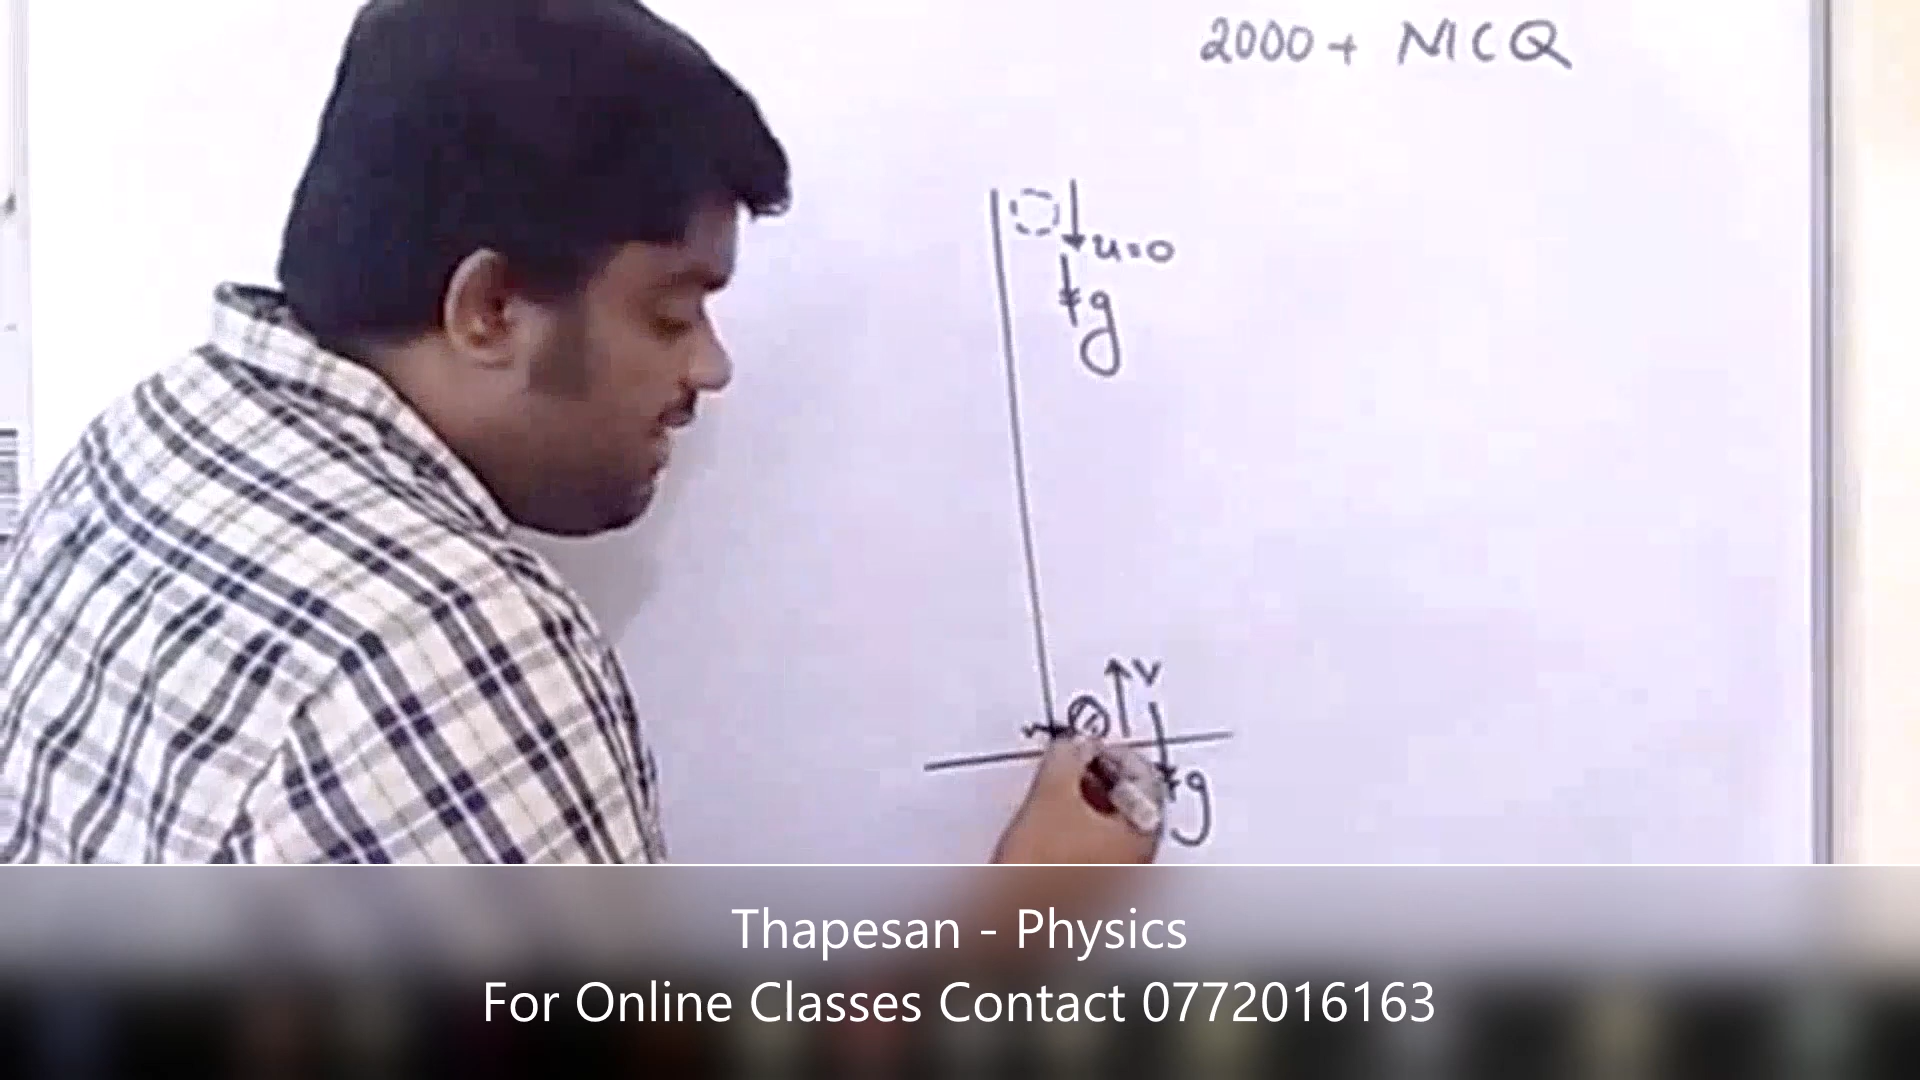 2000 + MCQ
u=0
g
V
g
Thapesan - Physics
For Online Classes Contact 0772016163